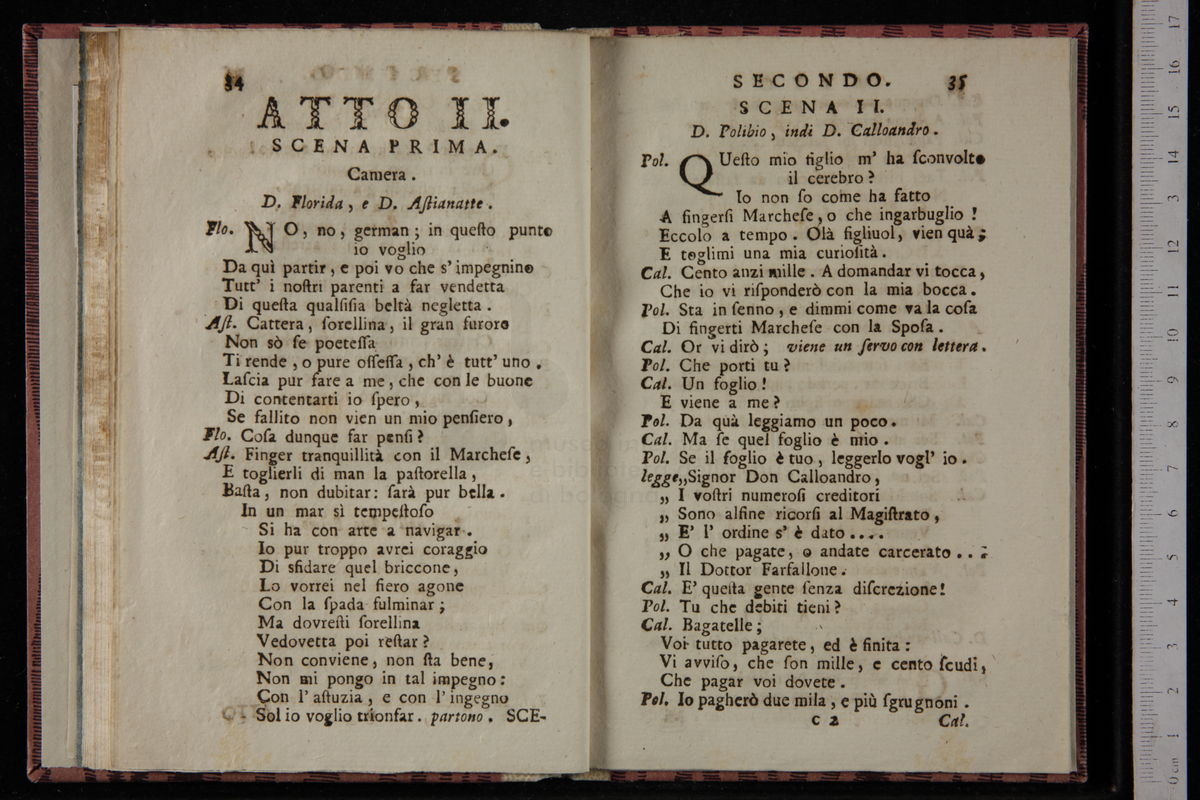 34
ATTO II.
SCENA PRIMA.
Camera.
D. Florida, e D. Aſtianatte.
Flo. NO, no, german; in queſto punto
io voglio
Da quì partir, e poi vo che s'impegnino
Tutt' i noſtri parenti a far vendetta
Di queſta qualſiſia beltà negletta.
Aſt. Cattera, ſorellina, il gran furore
Non sò ſe poeteſſa
Ti rende, o pure oſſeſſa, ch' è tutt' uno.
Laſcia pur fare a me, che con le buone
Di contentarti io ſpero,
Se fallito non vien un mio penſiero,
Flo. Coſa dunque far penſi?
Aſt. Finger tranquillità con il Marcheſe,
E toglierli di man la paſtorella,
Baſta, non dubitar: ſarà pur bella.
In un mar sì tempeſtoſo
Si ha con arte a navigar.
Io pur troppo avrei coraggio
Di sfidare quel briccone,
Lo vorrei nel fiero agone
Con la ſpada fulminar;
Ma dovreſti ſorellina
Vedovetta poi reſtar?
Non conviene, non ſta bene,
Non mi pongo in tal impegno:
Con l' aſtuzia, e con l' ingegno
Sol io voglio trionfar. partono. SCE-
SECONDO. 35
SCENA II.
D. Polibio, indi D. Calloandro.
Pol. QUeſto mio figlio m' ha ſconvolto
il cerebro?
Io non ſo come ha fatto
A fingerſi Marcheſe, o che ingarbuglio!
Eccolo a tempo. Olà figliuol, vien quà;
E toglimi una mia curioſità.
Cal. Cento anzi mille. A domandar vi tocca,
Che io vi riſponderò con la mia bocca.
Pol. Sta in ſenno, e dimmi come va la coſa
Di fingerti Marcheſe con la Spoſa.
Cal. Or vi dirò; viene un ſervo con lettera.
Pol. Che porti tu?
Cal. Un foglio!
E viene a me?
Pol. Da quà leggiamo un poco.
Cal. Ma ſe quel foglio è mio.
Pol. Se il foglio è tuo, leggerlo vogl' io.
legge,,Signor Don Calloandro,
,, I voſtri numeroſi creditori
,, Sono alfine ricorſi al Magiſtrato,
,, E' l' ordine s' è dato....
,, O che pagate, o andate carcerato...
,, Il Dottor Farfallone.
Cal. E' queſta gente ſenza diſcrezione!
Pol. Tu che debiti tieni?
Cal. Bagatelle;
Voi tutto pagarete, ed è finita:
Vi avviſo, che ſon mille, e cento ſcudi,
Che pagar voi dovete.
Pol. Io pagherò due mila, e più ſgrugnoni.
C 2 Cal.